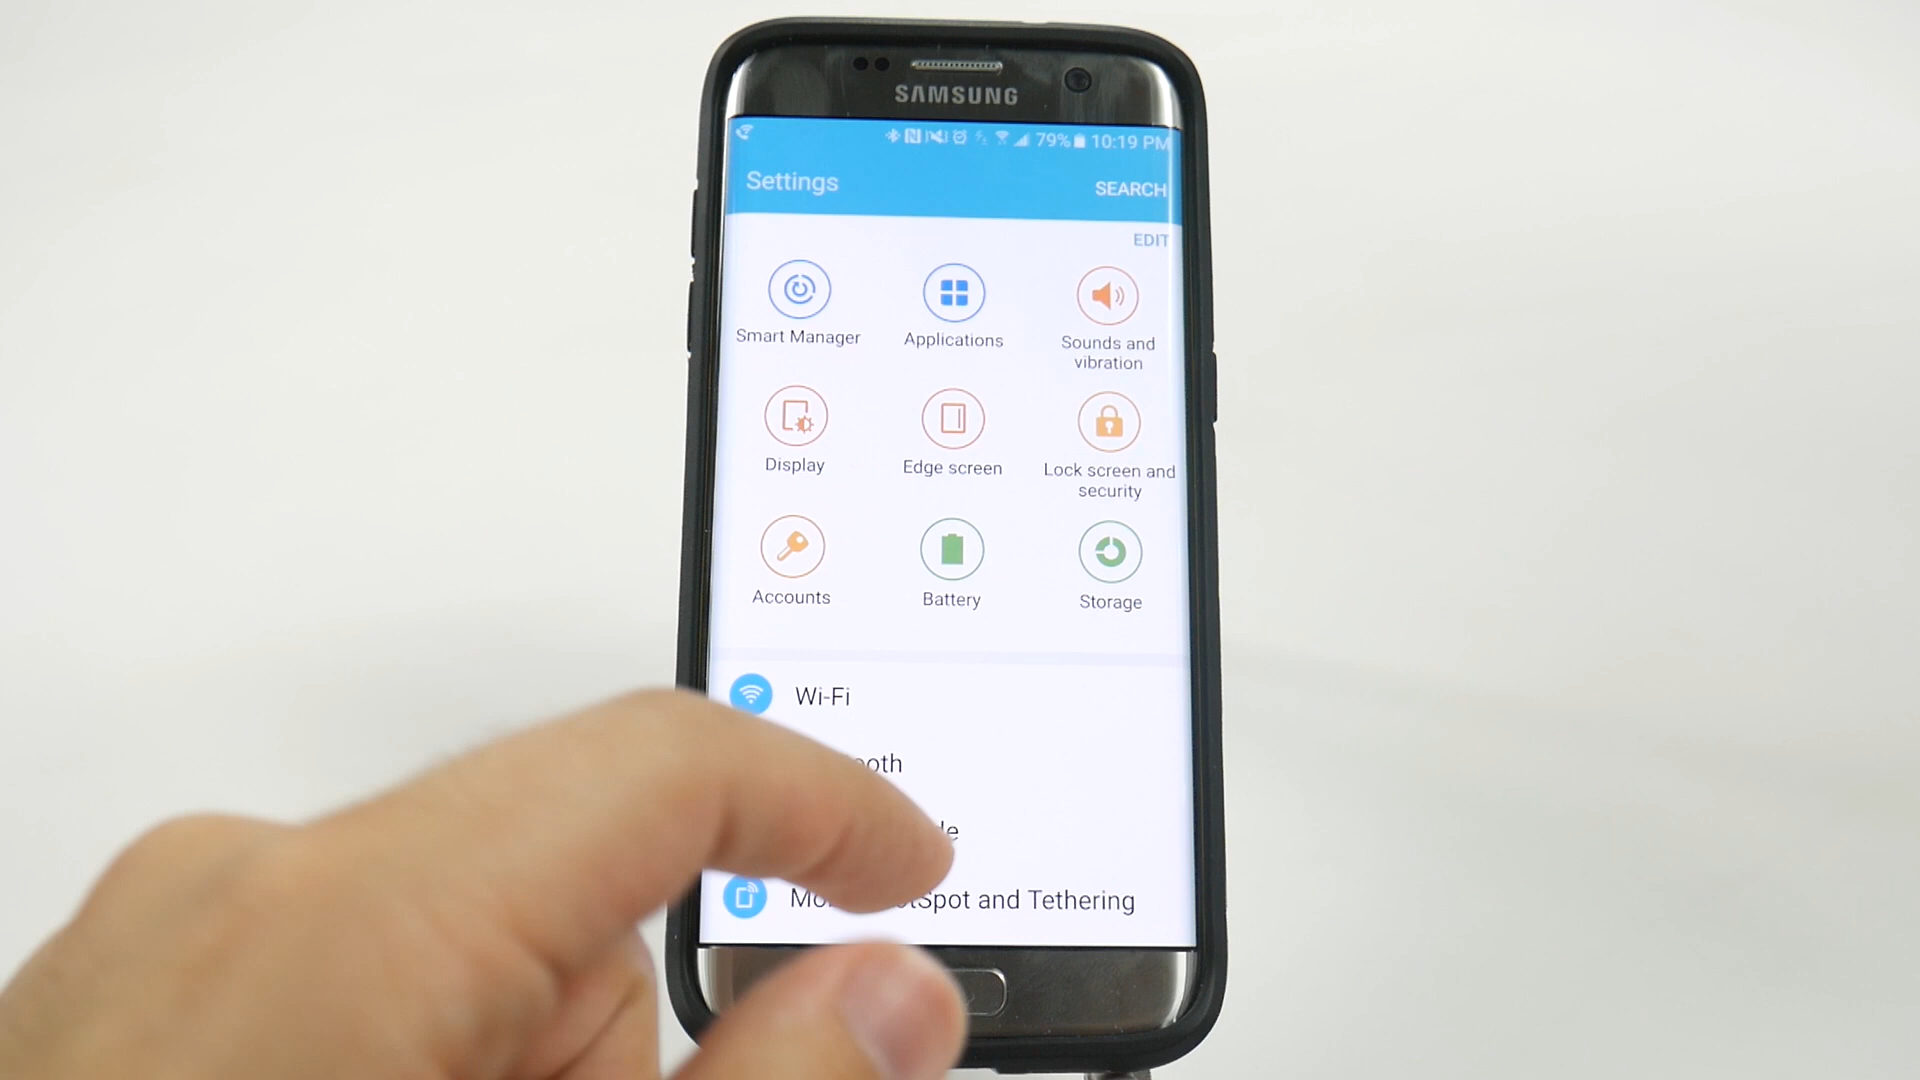 SAMSUNG
79% 10:19 PM
Settings
SEARCH
EDIT
Smart Manager
Applications
Sounds and
vibration
Display
Edge screen
Lock screen and
security
Accounts
Battery
Storage
Wi-Fi
and Tethering